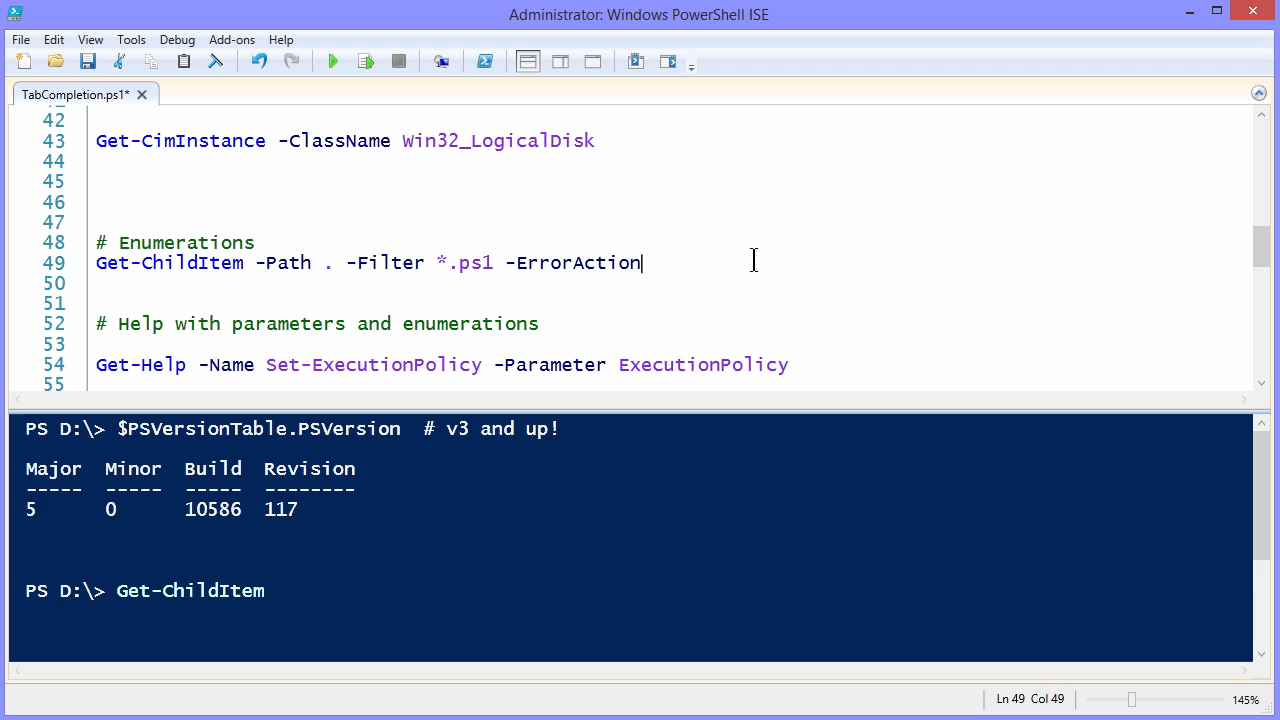 Administrator: Windows PowerShell ISE
File Edit View Tools Debug Add-ons Help
TabCompletion.ps1*
42
43 Get-CimInstance -ClassName Win32_LogicalDisk
44
45
46
47
48 # Enumerations
49 Get-ChildItem -Path . -Filter *.ps1 -ErrorAction
50
51
52 # Help with parameters and enumerations
53
54 Get-Help -Name Set-ExecutionPolicy -Parameter ExecutionPolicy
55
PS D:\> $PSVersionTable.PSVersion # v3 and up!
Major Minor Build Revision
----- ----- ----- --------
5 0 10586 117
PS D:\> Get-ChildItem
Ln 49 Col 49 145%